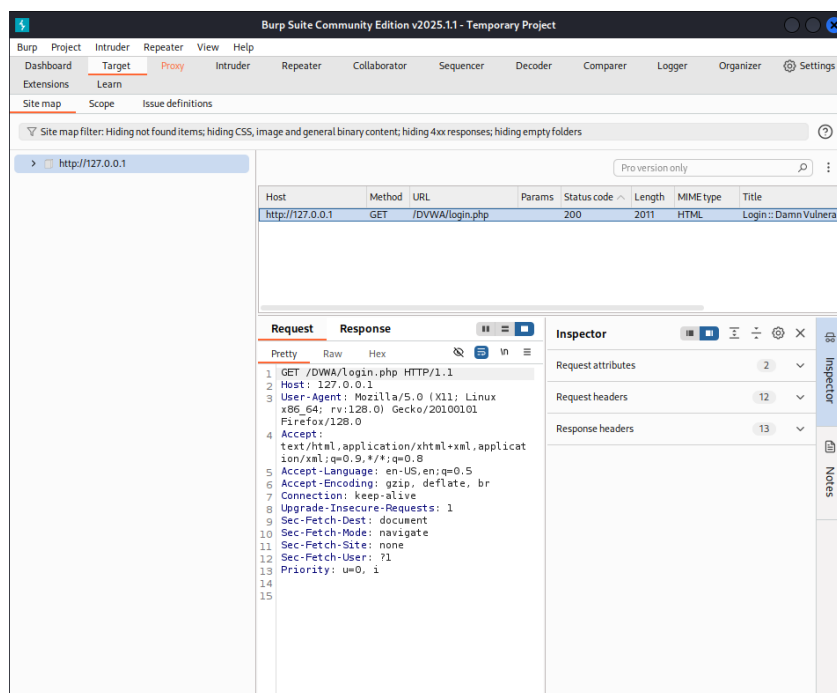 Burp Suite Community Edition v2025.1.1 - Temporary Project
Burp Project Intruder Repeater View Help
Dashboard Target Proxy Intruder Repeater Collaborator Sequencer Decoder Comparer Logger Organizer Settings
Extensions Learn
Site map Scope Issue definitions
Site map filter: Hiding not found items; hiding CSS, image and general binary content; hiding 4xx responses; hiding empty folders
http://127.0.0.1
Pro version only
Host Method URL Params Status code Length MIME type Title
http://127.0.0.1 GET /DVWA/login.php 200 2011 HTML Login :: Damn Vulnera
Request Response
Pretty Raw Hex \n
1 GET /DVWA/login.php HTTP/1.1
2 Host: 127.0.0.1
3 User-Agent: Mozilla/5.0 (X11; Linux
x86_64; rv:128.0) Gecko/20100101
Firefox/128.0
4 Accept:
text/html,application/xhtml+xml,applicat
ion/xml;q=0.9,*/*;q=0.8
5 Accept-Language: en-US,en;q=0.5
6 Accept-Encoding: gzip, deflate, br
7 Connection: keep-alive
8 Upgrade-Insecure-Requests: 1
9 Sec-Fetch-Dest: document
10 Sec-Fetch-Mode: navigate
11 Sec-Fetch-Site: none
12 Sec-Fetch-User: ?1
13 Priority: u=0, i
14
15
Inspector
Request attributes 2
Request headers 12
Response headers 13
Inspector
Notes